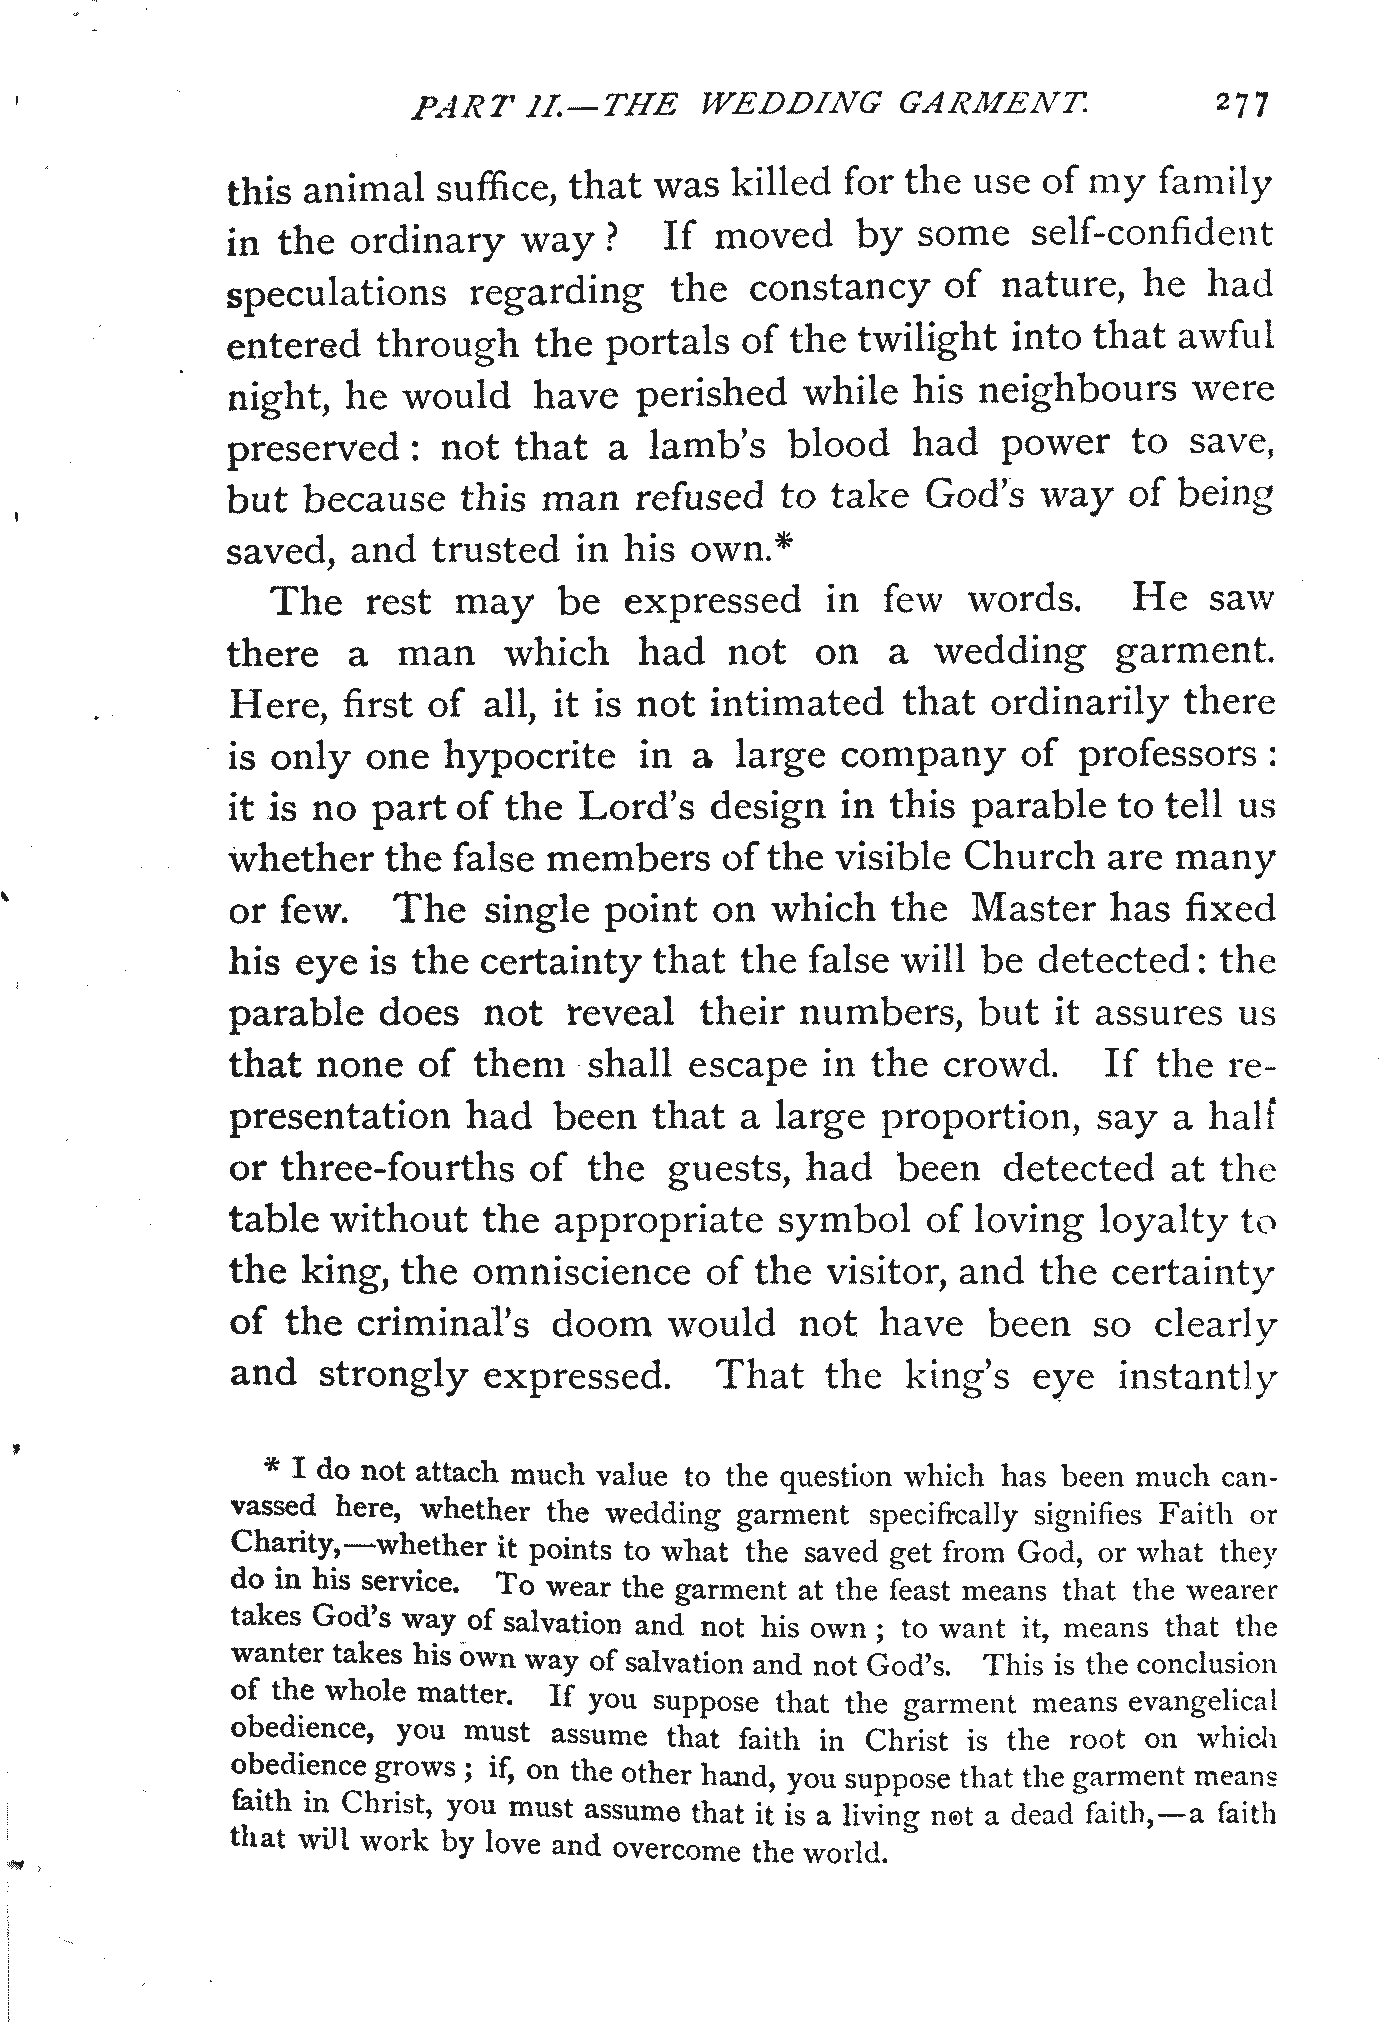 PART II.—THE WEDDING GARMENT. 277
this animal suffice, that was killed for the use of my family
in the ordinary way ? If moved by some self-confident
speculations regarding the constancy of nature, he had
entered through the portals of the twilight into that awful
night, he would have perished while his neighbours were
preserved : not that a lamb's blood had power to save,
but because this man refused to take God's way of being
saved, and trusted in his own.*
The rest may be expressed in few words. He saw
there a man which had not on a wedding garment.
Here, first of all, it is not intimated that ordinarily there
is only one hypocrite in a large company of professors :
it is no part of the Lord's design in this parable to tell us
whether the false members of the visible Church are many
or few. The single point on which the Master has fixed
his eye is the certainty that the false will be detected : the
parable does not reveal their numbers, but it assures us
that none of them shall escape in the crowd. If the re-
presentation had been that a large proportion, say a half
or three-fourths of the guests, had been detected at the
table without the appropriate symbol of loving loyalty to
the king, the omniscience of the visitor, and the certainty
of the criminal's doom would not have been so clearly
and strongly expressed. That the king's eye instantly
* I do not attach much value to the question which has been much can-
vassed here, whether the wedding garment specifically signifies Faith or
Charity,—whether it points to what the saved get from God, or what they
do in his service. To wear the garment at the feast means that the wearer
takes God's way of salvation and not his own ; to want it, means that the
wanter takes his own way of salvation and not God's. This is the conclusion
of the whole matter. If you suppose that the garment means evangelical
obedience, you must assume that faith in Christ is the root on which
obedience grows ; if, on the other hand, you suppose that the garment means
faith in Christ, you must assume that it is a living not a dead faith,—a faith
that will work by love and overcome the world.